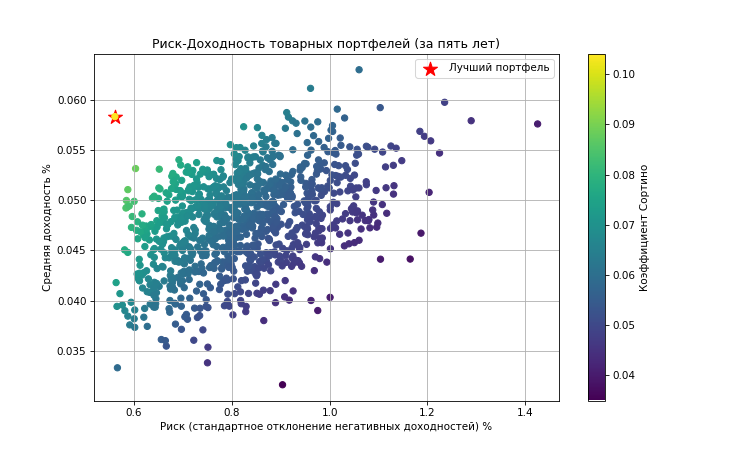 Риск-Доходность товарных портфелей (за пять лет)
Лучший портфель
0.060
0.055
0.050
0.045
0.040
0.035
Средняя доходность %
0.6 0.8 1.0 1.2 1.4
Риск (стандартное отклонение негативных доходностей) %
0.10
0.09
0.08
0.07
0.06
0.05
0.04
Коэффициент Сортино